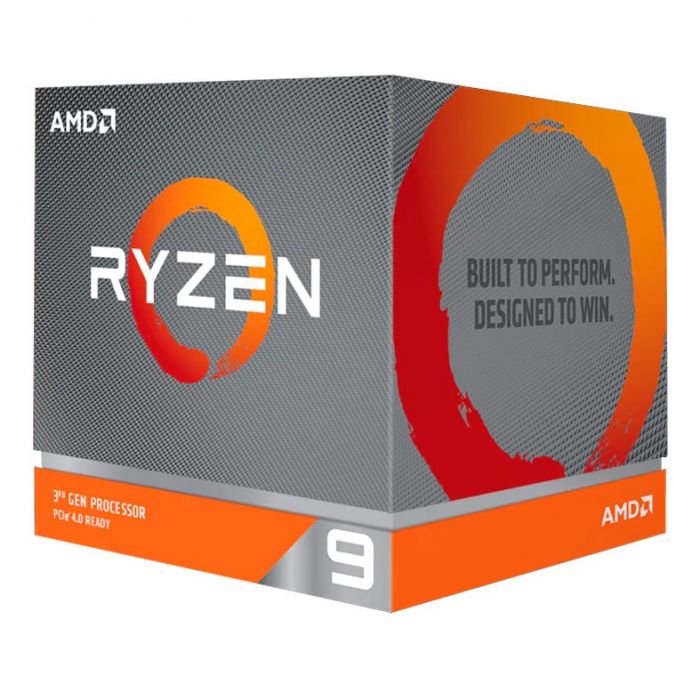 AMD
RYZEN
3RD GEN PROCESSOR
PCIe® 4.0 READY
9
BUILT TO PERFORM.
DESIGNED TO WIN.
AMD